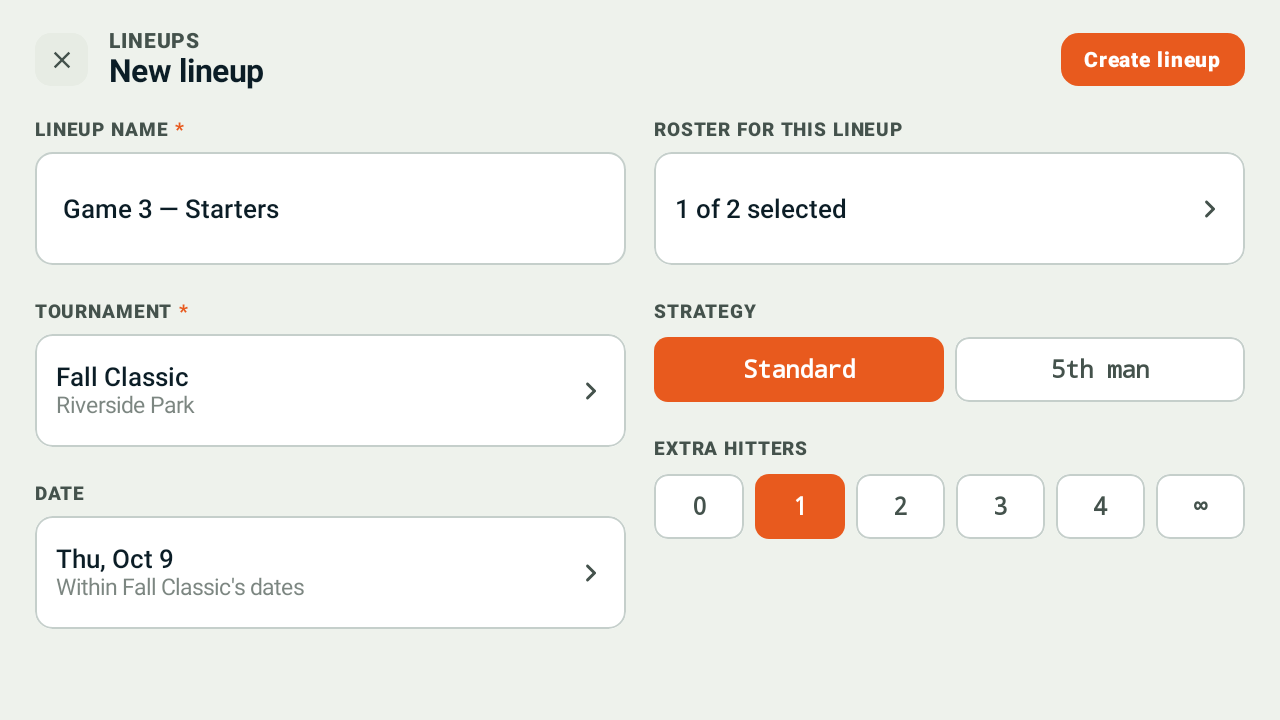 LINEUPS
New lineup
Create lineup
LINEUP NAME *
Game 3 — Starters
TOURNAMENT *
Fall Classic
Riverside Park
DATE
Thu, Oct 9
Within Fall Classic's dates
ROSTER FOR THIS LINEUP
1 of 2 selected
STRATEGY
Standard 5th man
EXTRA HITTERS
0 1 2 3 4 ∞